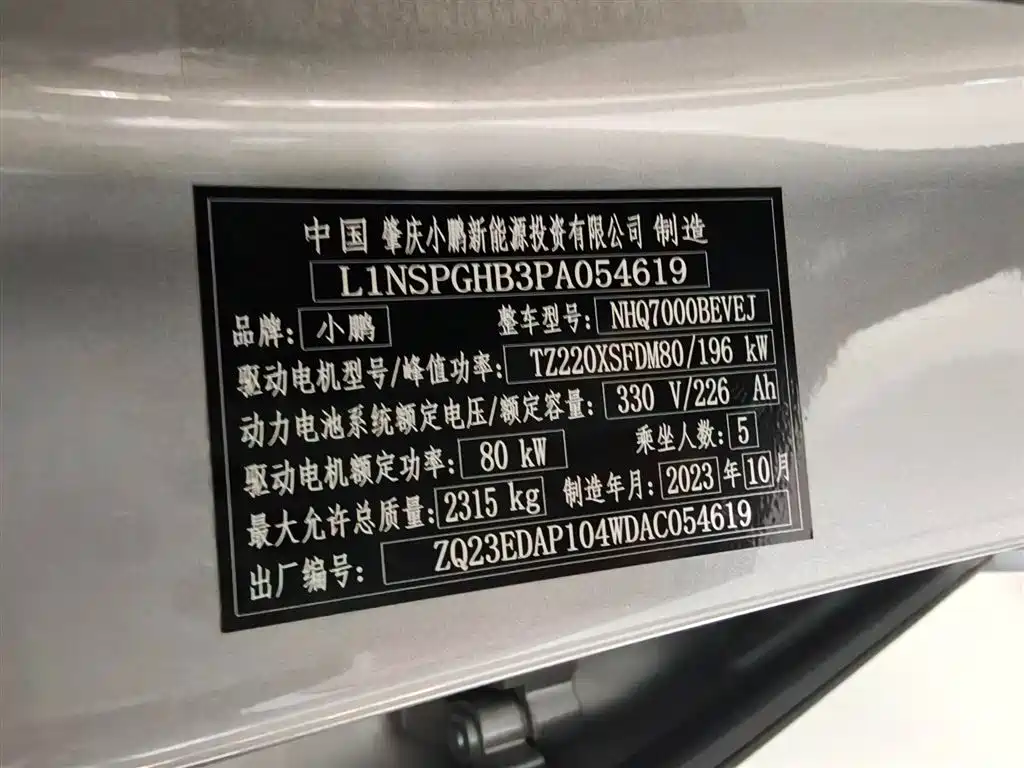 中国 肇庆小鹏新能源投资有限公司 制造
L1NSPGHB3PA054619
品牌: 小鹏 整车型号: NHQ7000BEVEJ
驱动电机型号/峰值功率: TZ220XSFDM80/196 kW
动力电池系统额定电压/额定容量: 330 V/226 Ah
驱动电机额定功率: 80 kW 乘坐人数: 5
最大允许总质量: 2315 kg 制造年月: 2023 年 10 月
出厂编号: ZQ23EDAP104WDAC054619